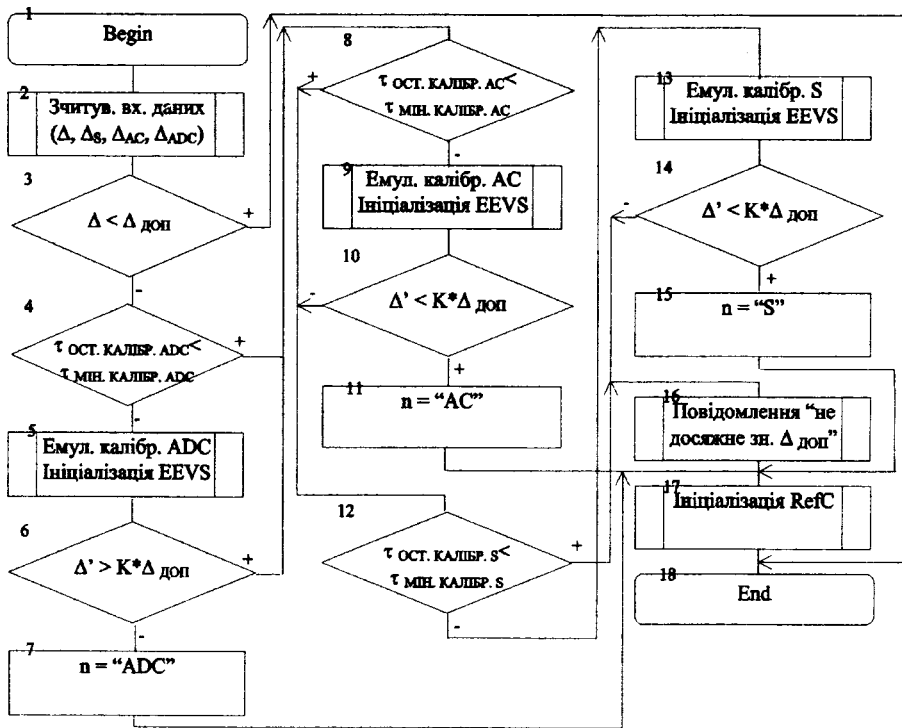 1
Begin
2
Зчитув. вх. даних
(Δ, Δ_S, Δ_AC, Δ_ADC)
3
Δ < Δ ДОП
+
-
4
τ ОСТ. КАЛІБР. ADC<
τ МІН. КАЛІБР. ADC
+
-
5
Емул. калібр. ADC
Ініціалізація EEVS
6
Δ' > K*Δ ДОП
+
-
7
n = “ADC”
8
τ ОСТ. КАЛІБР. AC<
τ МІН. КАЛІБР. AC
+
-
9
Емул. калібр. AC
Ініціалізація EEVS
10
Δ' < K*Δ ДОП
-
+
11
n = “AC”
12
τ ОСТ. КАЛІБР. S<
τ МІН. КАЛІБР. S
+
-
13
Емул. калібр. S
Ініціалізація EEVS
14
Δ' < K*Δ ДОП
-
+
15
n = “S”
16
Повідомлення “не
досяжне зн. Δ ДОП”
17
Ініціалізація RefC
18
End